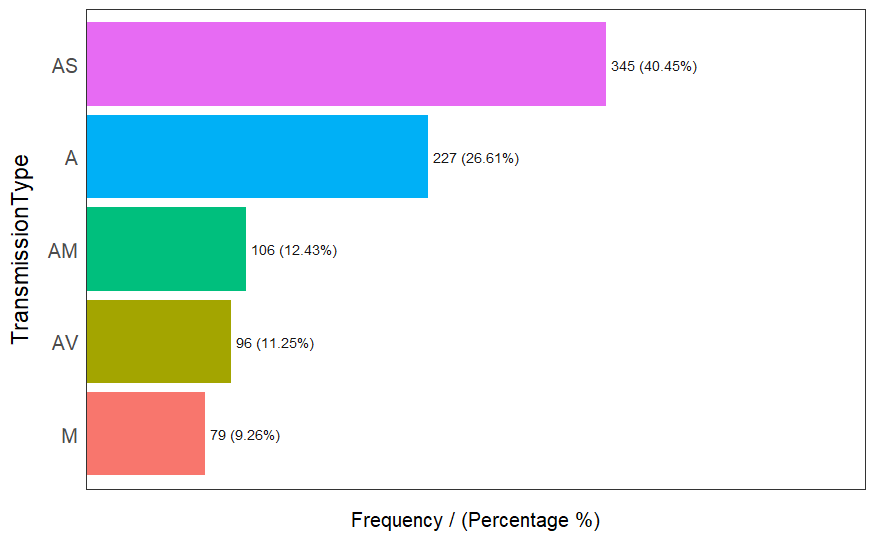 TransmissionType
AS
345 (40.45%)
A
227 (26.61%)
AM
106 (12.43%)
AV
96 (11.25%)
M
79 (9.26%)
Frequency / (Percentage %)